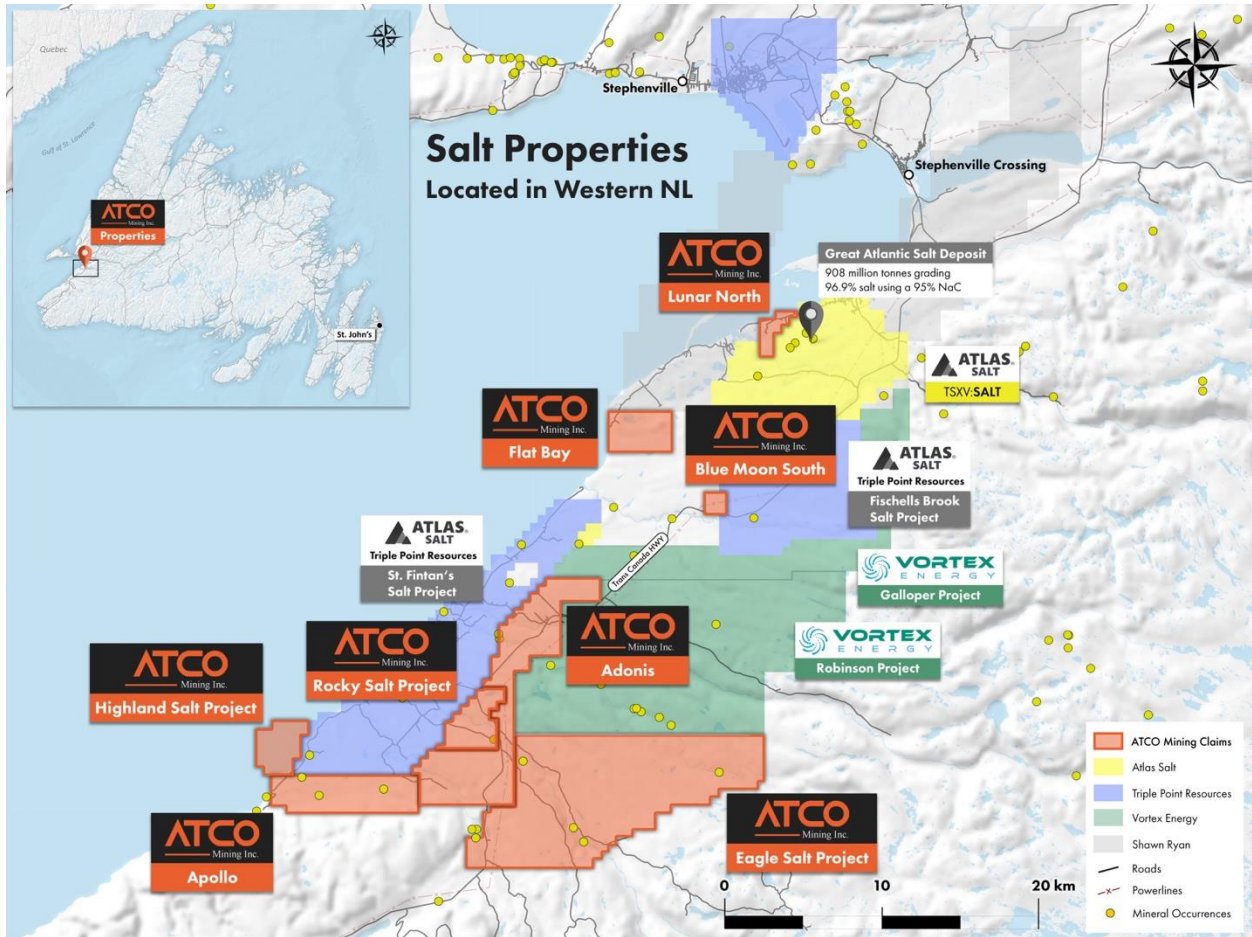 Quebec
Gulf of St. Lawrence
ATCO
Mining Inc.
Properties
St. John's
Stephenville
Stephenville Crossing
Salt Properties
Located in Western NL
ATCO
Mining Inc.
Lunar North
Great Atlantic Salt Deposit
908 million tonnes grading
96.9% salt using a 95% NaC
ATLAS
SALT
TSXV:SALT
ATCO
Mining Inc.
Flat Bay
ATCO
Mining Inc.
Blue Moon South
ATLAS
SALT
Triple Point Resources
Fischells Brook
Salt Project
ATLAS
SALT
Triple Point Resources
St. Fintan's
Salt Project
Trans Canada HWY
VORTEX
ENERGY
Galloper Project
VORTEX
ENERGY
Robinson Project
ATCO
Mining Inc.
Adonis
ATCO
Mining Inc.
Rocky Salt Project
ATCO
Mining Inc.
Highland Salt Project
ATCO
Mining Inc.
Apollo
ATCO
Mining Inc.
Eagle Salt Project
ATCO Mining Claims
Atlas Salt
Triple Point Resources
Vortex Energy
Shawn Ryan
Roads
Powerlines
Mineral Occurrences
0 10 20 km